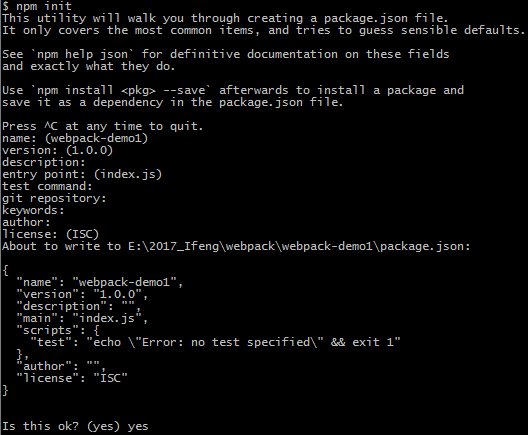 $ npm init
This utility will walk you through creating a package.json file.
It only covers the most common items, and tries to guess sensible defaults.

See `npm help json` for definitive documentation on these fields
and exactly what they do.

Use `npm install <pkg> --save` afterwards to install a package and
save it as a dependency in the package.json file.

Press ^C at any time to quit.
name: (webpack-demo1)
version: (1.0.0)
description:
entry point: (index.js)
test command:
git repository:
keywords:
author:
license: (ISC)
About to write to E:\2017_Ifeng\webpack\webpack-demo1\package.json:

{
  "name": "webpack-demo1",
  "version": "1.0.0",
  "description": "",
  "main": "index.js",
  "scripts": {
    "test": "echo \"Error: no test specified\" && exit 1"
  },
  "author": "",
  "license": "ISC"
}


Is this ok? (yes) yes